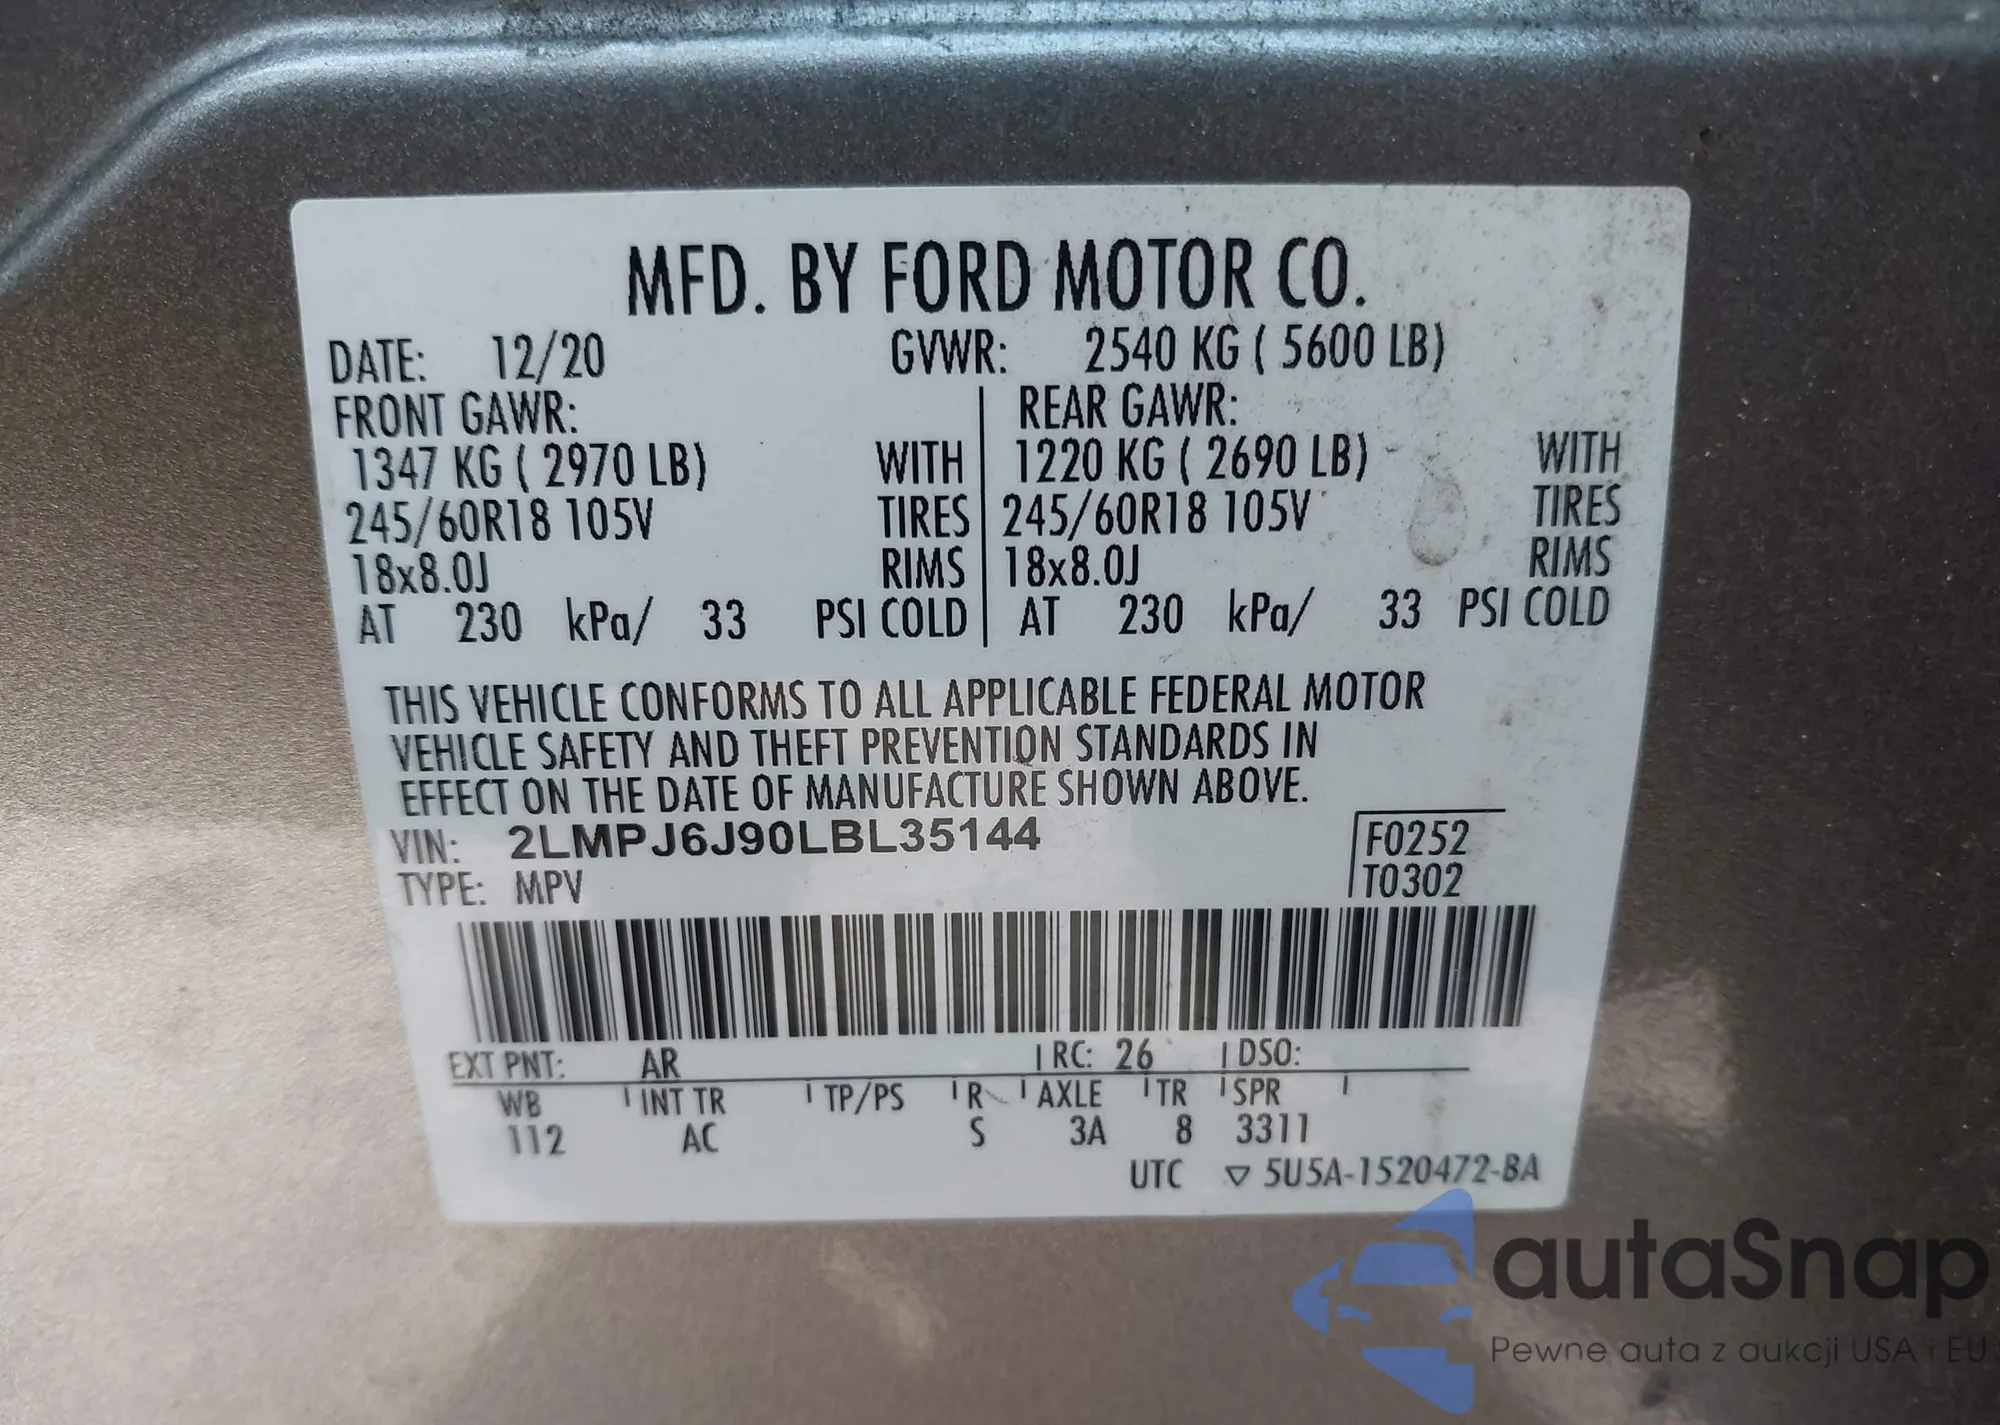 MFD. BY FORD MOTOR CO.
DATE: 12/20 GVWR: 2540 KG ( 5600 LB)
FRONT GAWR: REAR GAWR:
1347 KG ( 2970 LB) WITH 1220 KG ( 2690 LB) WITH
245/60R18 105V TIRES 245/60R18 105V TIRES
18x8.0J RIMS 18x8.0J RIMS
AT 230 kPa/ 33 PSI COLD AT 230 kPa/ 33 PSI COLD
THIS VEHICLE CONFORMS TO ALL APPLICABLE FEDERAL MOTOR
VEHICLE SAFETY AND THEFT PREVENTION STANDARDS IN
EFFECT ON THE DATE OF MANUFACTURE SHOWN ABOVE.
VIN: 2LMPJ6J90LBL35144 F0252
TYPE: MPV T0302
EXT PNT: AR RC: 26 DSO:
WB INT TR TP/PS R AXLE TR SPR
112 AC S 3A 8 3311
UTC ▽ 5U5A-1520472-BA
autaSnap
Pewne auta z aukcji USA i EU